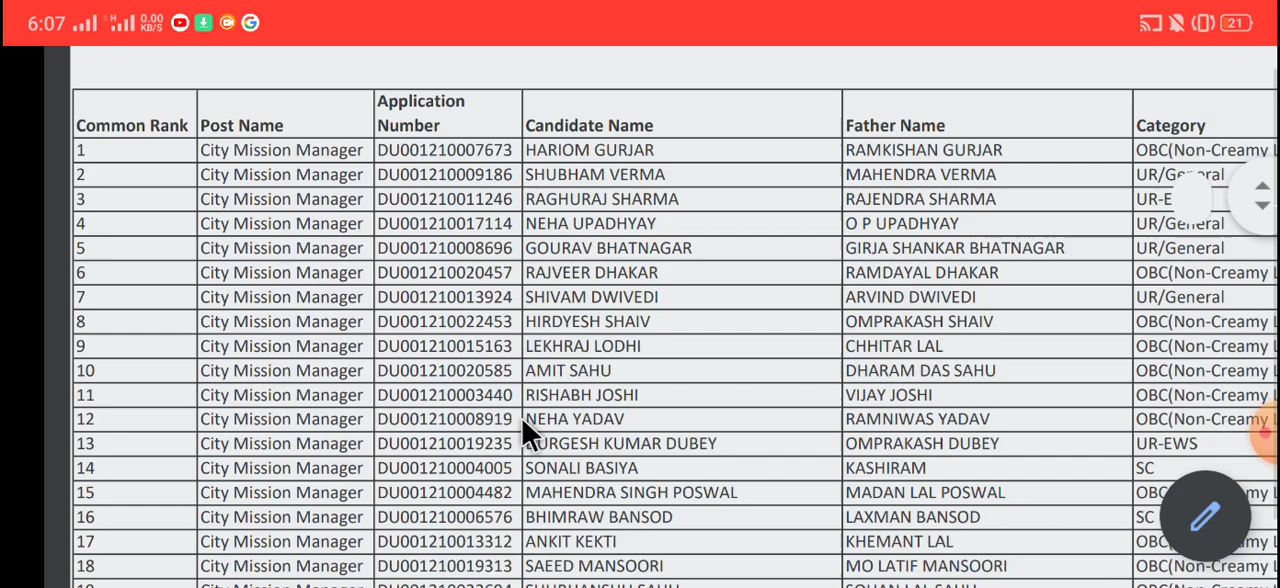 6:07 H 0.00 KB/S 21
Common Rank Post Name Application Number Candidate Name Father Name Category
1 City Mission Manager DU001210007673 HARIOM GURJAR RAMKISHAN GURJAR OBC(Non-Creamy L
2 City Mission Manager DU001210009186 SHUBHAM VERMA MAHENDRA VERMA UR/General
3 City Mission Manager DU001210011246 RAGHURAJ SHARMA RAJENDRA SHARMA UR-E
4 City Mission Manager DU001210017114 NEHA UPADHYAY O P UPADHYAY UR/General
5 City Mission Manager DU001210008696 GOURAV BHATNAGAR GIRJA SHANKAR BHATNAGAR UR/General
6 City Mission Manager DU001210020457 RAJVEER DHAKAR RAMDAYAL DHAKAR OBC(Non-Creamy L
7 City Mission Manager DU001210013924 SHIVAM DWIVEDI ARVIND DWIVEDI UR/General
8 City Mission Manager DU001210022453 HIRDYESH SHAIV OMPRAKASH SHAIV OBC(Non-Creamy L
9 City Mission Manager DU001210015163 LEKHRAJ LODHI CHHITAR LAL OBC(Non-Creamy L
10 City Mission Manager DU001210020585 AMIT SAHU DHARAM DAS SAHU OBC(Non-Creamy L
11 City Mission Manager DU001210003440 RISHABH JOSHI VIJAY JOSHI OBC(Non-Creamy L
12 City Mission Manager DU001210008919 NEHA YADAV RAMNIWAS YADAV OBC(Non-Creamy
13 City Mission Manager DU001210019235 DURGESH KUMAR DUBEY OMPRAKASH DUBEY UR-EWS
14 City Mission Manager DU001210004005 SONALI BASIYA KASHIRAM SC
15 City Mission Manager DU001210004482 MAHENDRA SINGH POSWAL MADAN LAL POSWAL OBC my L
16 City Mission Manager DU001210006576 BHIMRAW BANSOD LAXMAN BANSOD SC
17 City Mission Manager DU001210013312 ANKIT KEKTI KHEMANT LAL OBC my L
18 City Mission Manager DU001210019313 SAEED MANSOORI MO LATIF MANSOORI OBC(Non-Creamy L